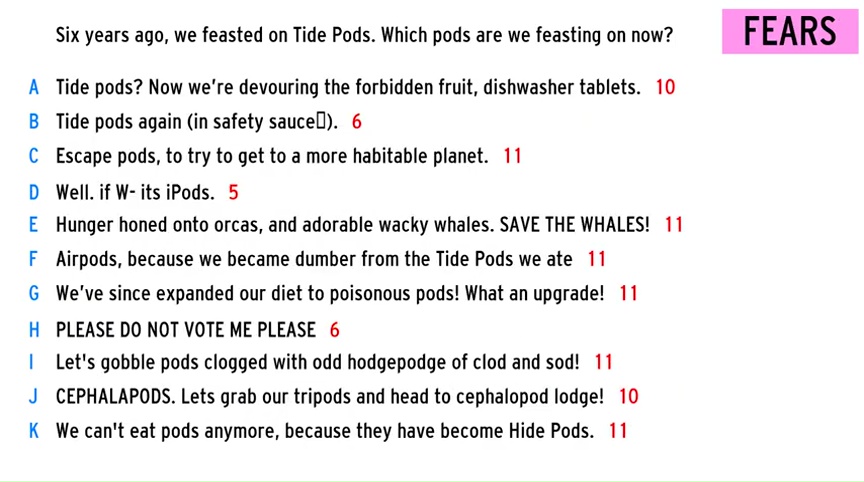 Six years ago, we feasted on Tide Pods. Which pods are we feasting on now?
FEARS
A Tide pods? Now we're devouring the forbidden fruit, dishwasher tablets. 10
B Tide pods again (in safety sauce▯). 6
C Escape pods, to try to get to a more habitable planet. 11
D Well. if W- its iPods. 5
E Hunger honed onto orcas, and adorable wacky whales. SAVE THE WHALES! 11
F Airpods, because we became dumber from the Tide Pods we ate 11
G We've since expanded our diet to poisonous pods! What an upgrade! 11
H PLEASE DO NOT VOTE ME PLEASE 6
I Let's gobble pods clogged with odd hodgepodge of clod and sod! 11
J CEPHALAPODS. Lets grab our tripods and head to cephalopod lodge! 10
K We can't eat pods anymore, because they have become Hide Pods. 11